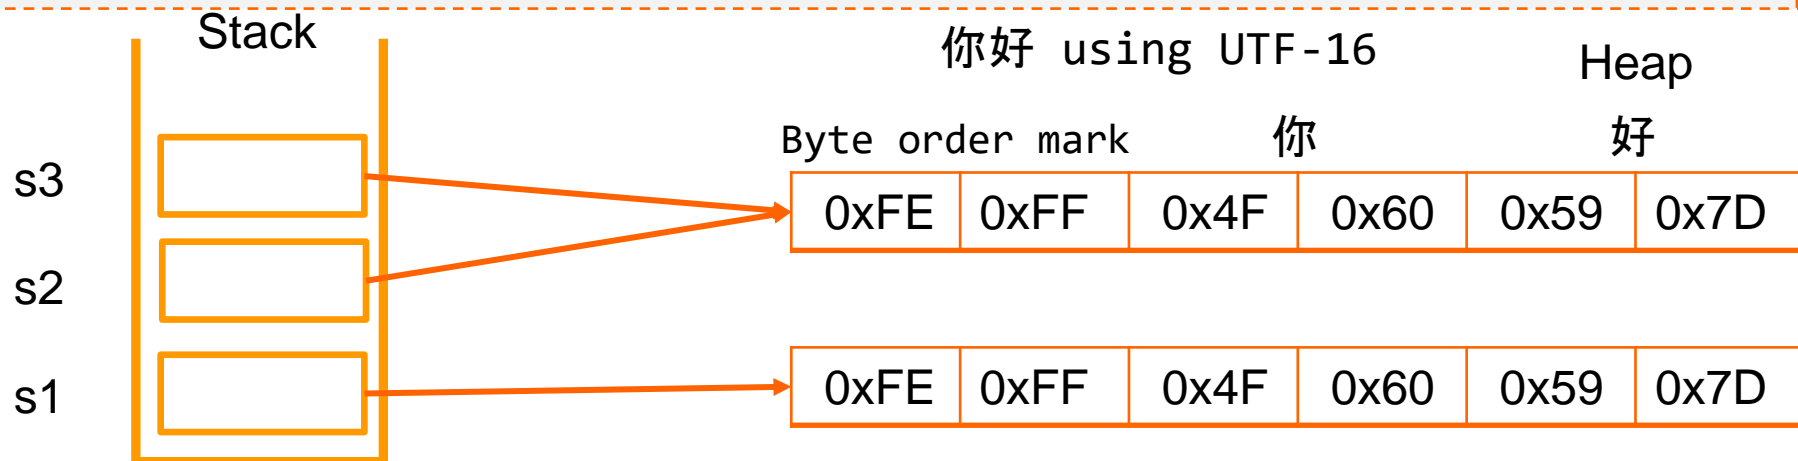 Stack
你好 using UTF-16
Heap
Byte order mark 你 好
s3
0xFE 0xFF 0x4F 0x60 0x59 0x7D
s2
s1
0xFE 0xFF 0x4F 0x60 0x59 0x7D